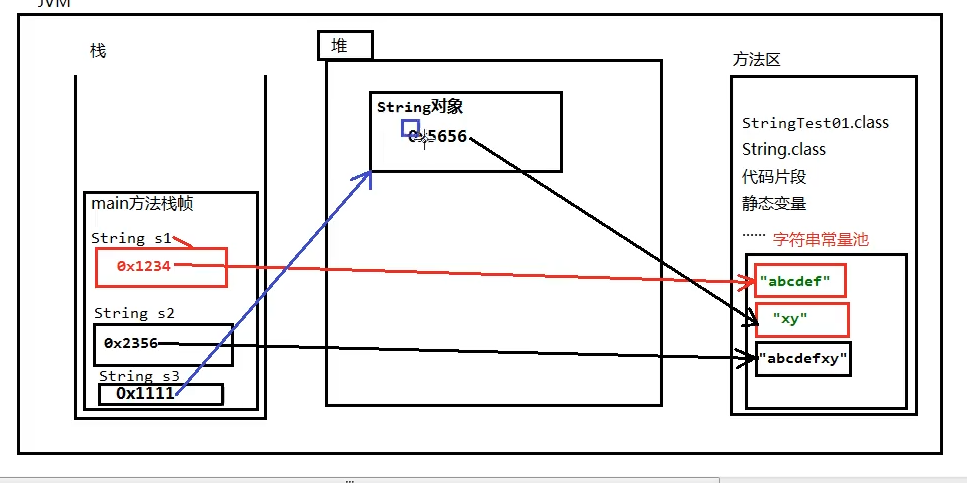 JVM
栈
堆
方法区
String对象
0x5656
StringTest01.class
String.class
代码片段
静态变量
...... 字符串常量池
main方法栈帧
String s1
0x1234
"abcdef"
String s2
"xy"
0x2356
"abcdefxy"
String s3
0x1111